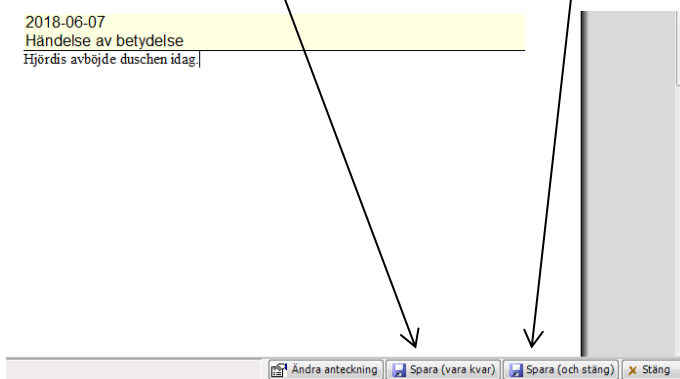 2018-06-07
Händelse av betydelse
Hjördis avböjde duschen idag.
Ändra anteckning Spara (vara kvar) Spara (och stäng) Stäng